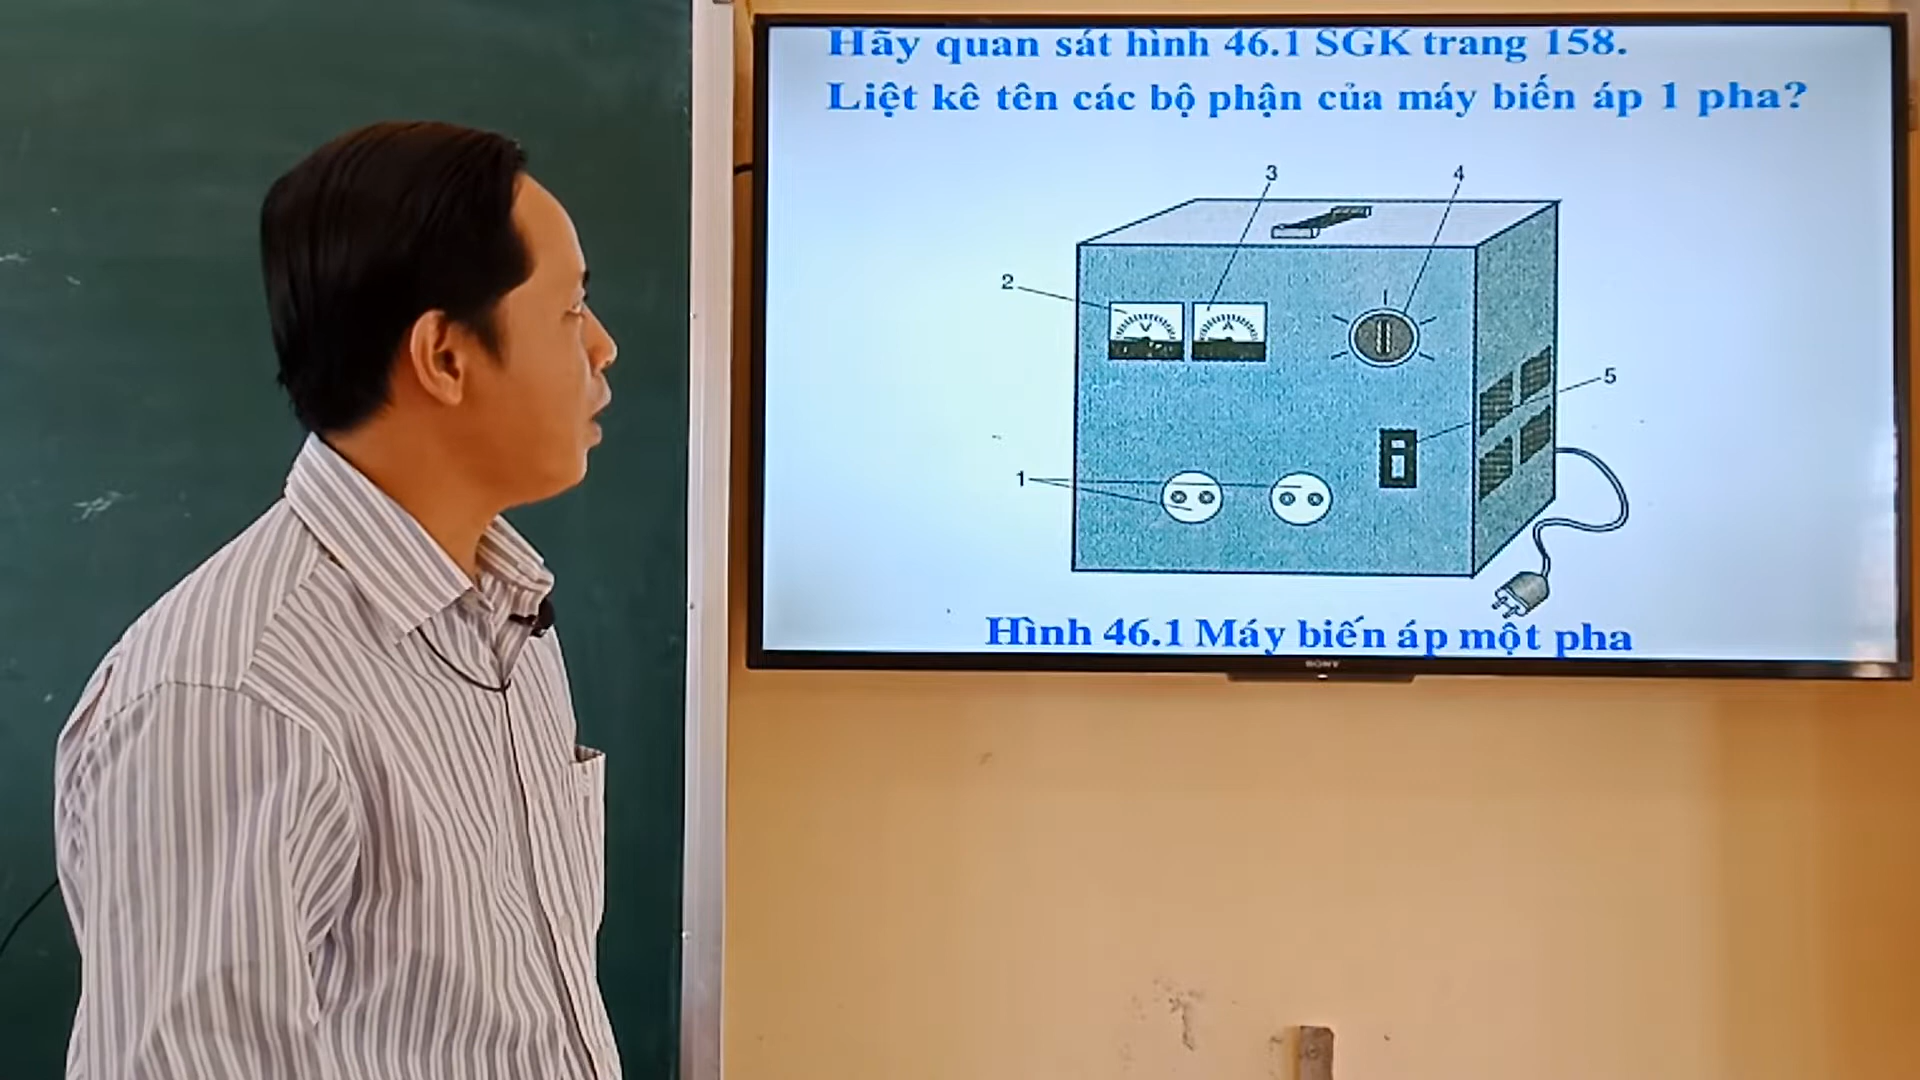 Hãy quan sát hình 46.1 SGK trang 158.
Liệt kê tên các bộ phận của máy biến áp 1 pha?
3
4
2
V
A
5
1
Hình 46.1 Máy biến áp một pha
SONY